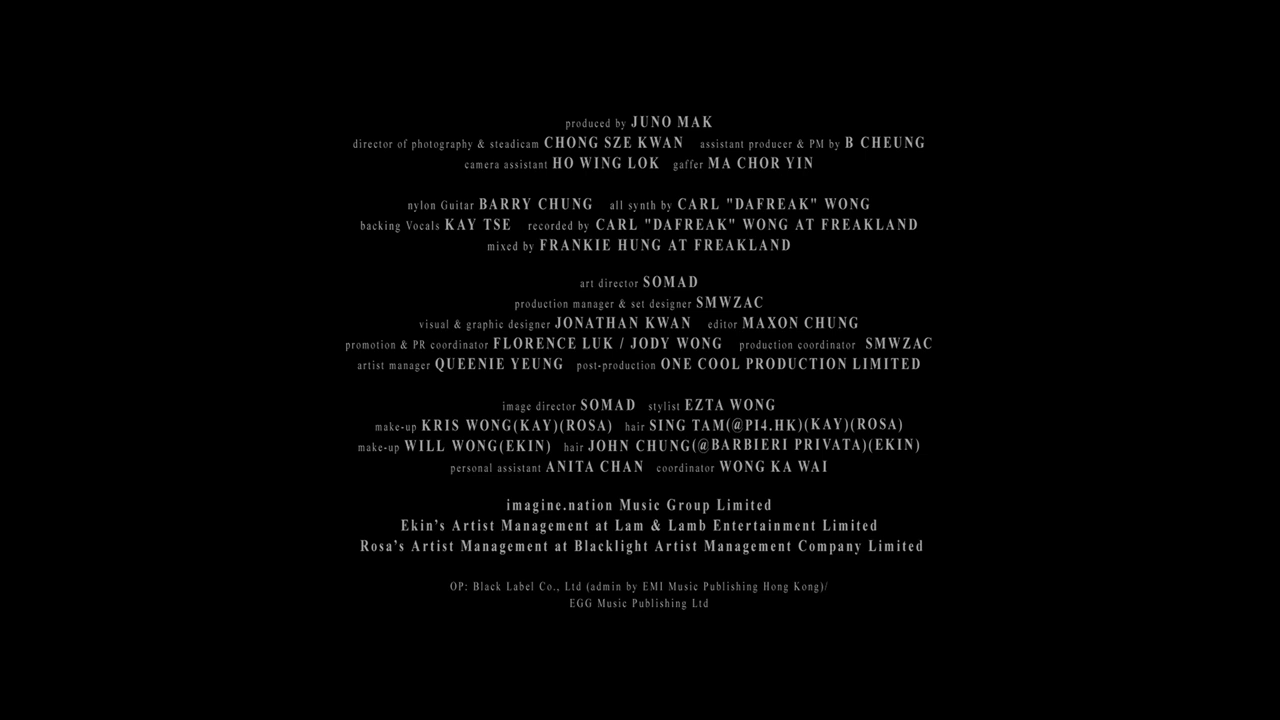 produced by JUNO MAK
director of photography & steadicam CHONG SZE KWAN assistant producer & PM by B CHEUNG
camera assistant HO WING LOK gaffer MA CHOR YIN
nylon Guitar BARRY CHUNG all synth by CARL "DAFREAK" WONG
backing Vocals KAY TSE recorded by CARL "DAFREAK" WONG AT FREAKLAND
mixed by FRANKIE HUNG AT FREAKLAND
art director SOMAD
production manager & set designer SMWZAC
visual & graphic designer JONATHAN KWAN editor MAXON CHUNG
promotion & PR coordinator FLORENCE LUK / JODY WONG production coordinator SMWZAC
artist manager QUEENIE YEUNG post-production ONE COOL PRODUCTION LIMITED
image director SOMAD stylist EZTA WONG
make-up KRIS WONG(KAY)(ROSA) hair SING TAM(@PI4.HK)(KAY)(ROSA)
make-up WILL WONG(EKIN) hair JOHN CHUNG(@BARBIERI PRIVATA)(EKIN)
personal assistant ANITA CHAN coordinator WONG KA WAI
imagine.nation Music Group Limited
Ekin’s Artist Management at Lam & Lamb Entertainment Limited
Rosa’s Artist Management at Blacklight Artist Management Company Limited
OP: Black Label Co., Ltd (admin by EMI Music Publishing Hong Kong)/
EGG Music Publishing Ltd